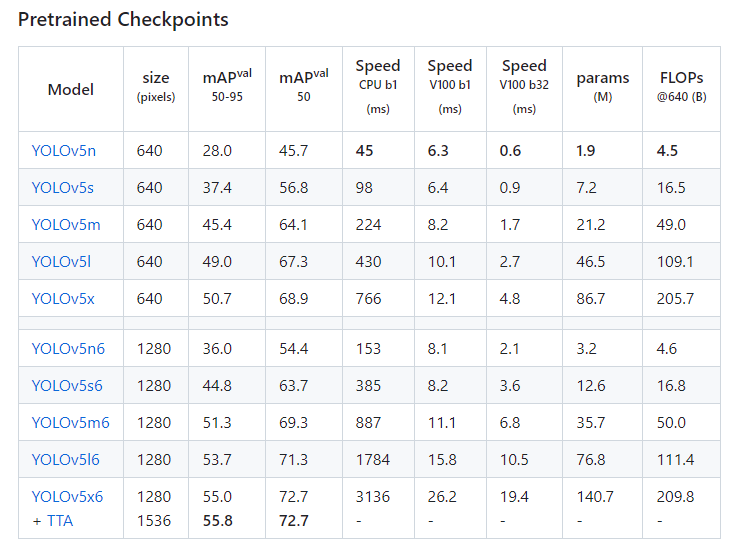 Pretrained Checkpoints
Model size (pixels) mAPval 50-95 mAPval 50 Speed CPU b1 (ms) Speed V100 b1 (ms) Speed V100 b32 (ms) params (M) FLOPs @640 (B)
YOLOv5n 640 28.0 45.7 45 6.3 0.6 1.9 4.5
YOLOv5s 640 37.4 56.8 98 6.4 0.9 7.2 16.5
YOLOv5m 640 45.4 64.1 224 8.2 1.7 21.2 49.0
YOLOv5l 640 49.0 67.3 430 10.1 2.7 46.5 109.1
YOLOv5x 640 50.7 68.9 766 12.1 4.8 86.7 205.7
YOLOv5n6 1280 36.0 54.4 153 8.1 2.1 3.2 4.6
YOLOv5s6 1280 44.8 63.7 385 8.2 3.6 12.6 16.8
YOLOv5m6 1280 51.3 69.3 887 11.1 6.8 35.7 50.0
YOLOv5l6 1280 53.7 71.3 1784 15.8 10.5 76.8 111.4
YOLOv5x6 1280 55.0 72.7 3136 26.2 19.4 140.7 209.8
+ TTA 1536 55.8 72.7 - - - - -